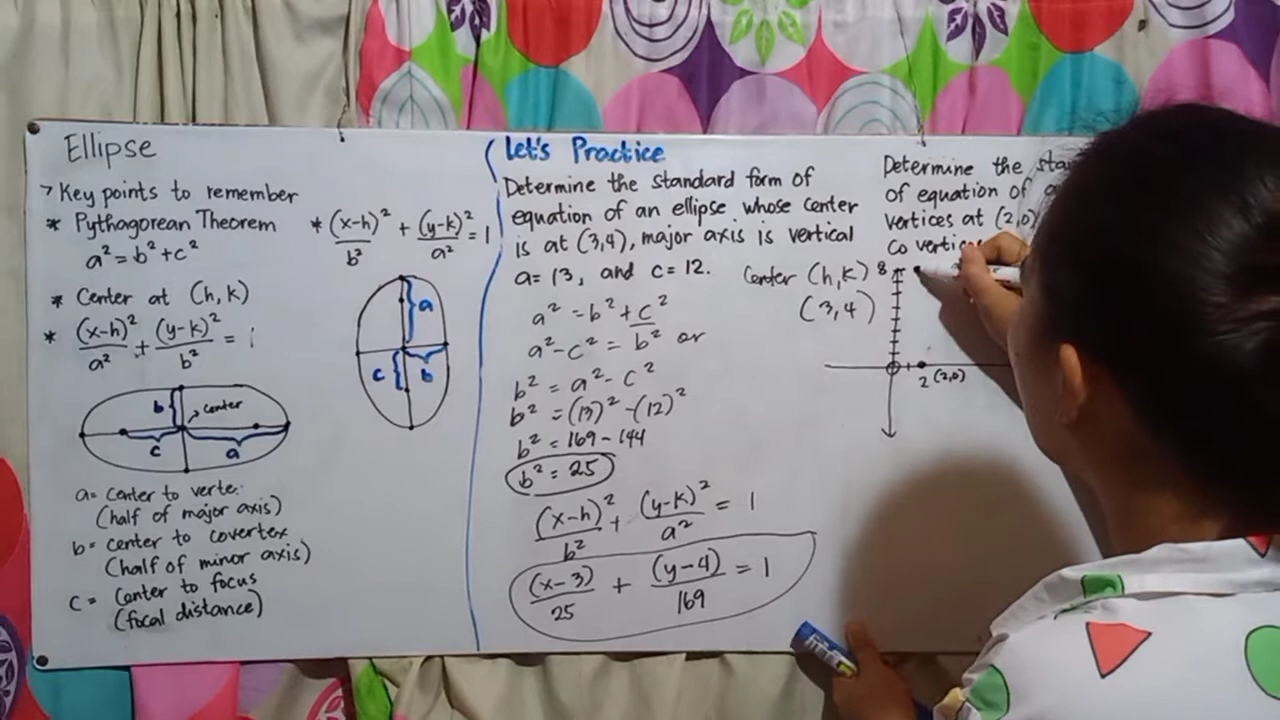 Ellipse
> Key points to remember
* Pythagorean Theorem
a² = b² + c²
* Center at (h, k)
* (x-h)²/a² + (y-k)²/b² = 1
b
center
c
a
a = Center to verte
(half of major axis)
b = center to covertex
(half of minor axis)
c = center to focus
(focal distance)
* (x-h)²/b² + (y-k)²/a² = 1
a
c
b
Let's Practice
Determine the standard form of
equation of an ellipse whose center
is at (3,4), major axis is vertical
a = 13, and c = 12.
Center (h, k)
(3,4)
a² = b² + c²
a² - c² = b² or
b² = a² - c²
b² = (13)² - (12)²
b² = 169 - 144
b² = 25
(x-h)²/b² + (y-k)²/a² = 1
(x-3)/25 + (y-4)/169 = 1
Determine the
of equation of
vertices at (2,0)
co
8
2 (2,0)